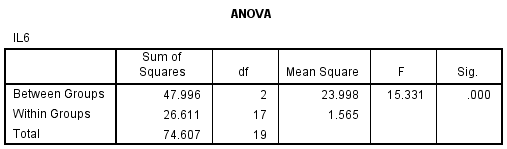 ANOVA
IL6
Sum of Squares df Mean Square F Sig.
Between Groups 47.996 2 23.998 15.331 .000
Within Groups 26.611 17 1.565
Total 74.607 19